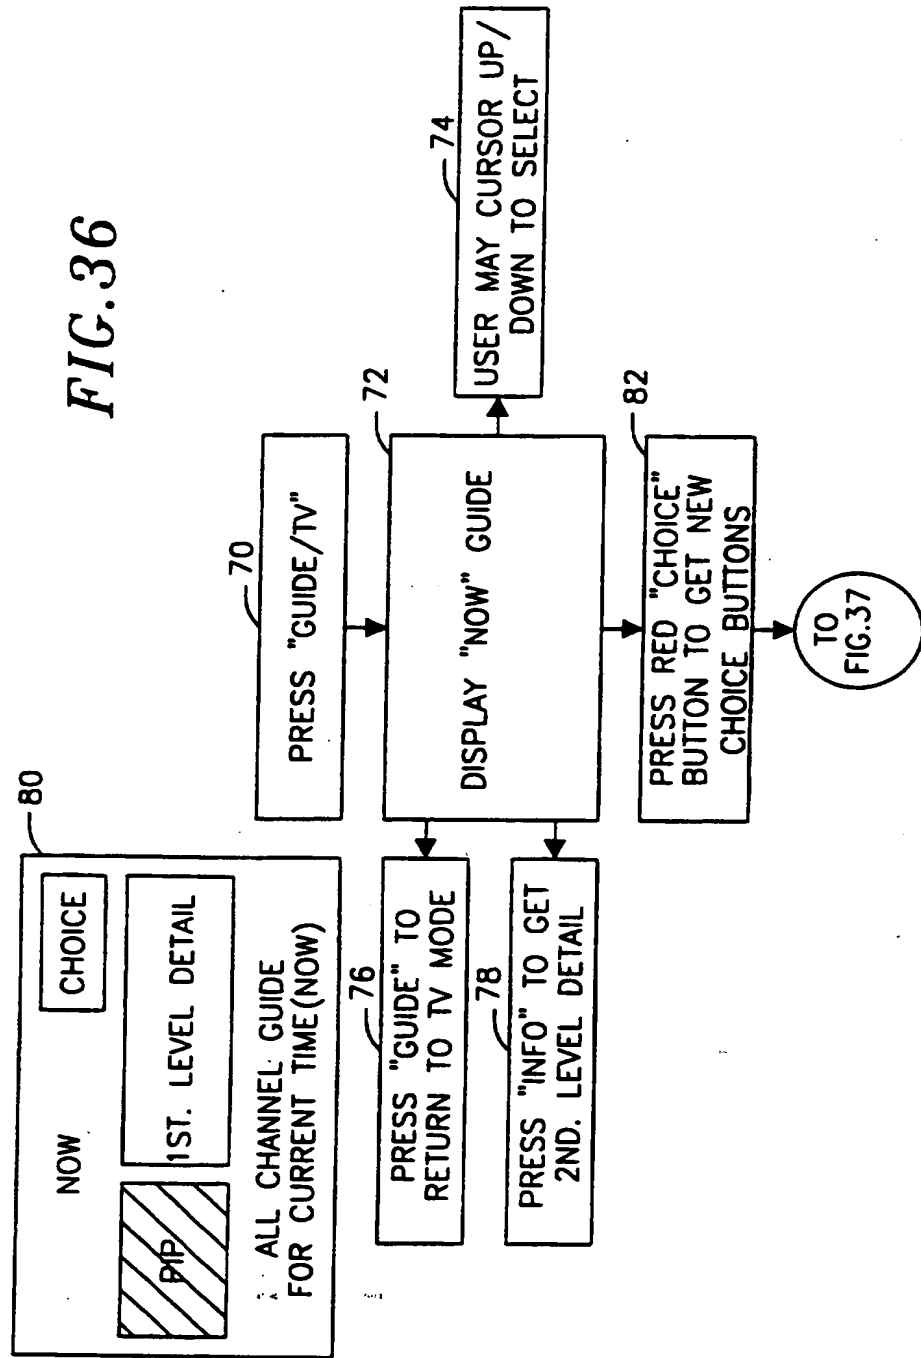 FIG.36
80
NOW
CHOICE
PIP
1ST. LEVEL DETAIL
ALL CHANNEL GUIDE
FOR CURRENT TIME(NOW)
70
PRESS "GUIDE/TV"
72
DISPLAY "NOW" GUIDE
74
USER MAY CURSOR UP/
DOWN TO SELECT
76
PRESS "GUIDE" TO
RETURN TO TV MODE
78
PRESS "INFO" TO GET
2ND. LEVEL DETAIL
82
PRESS RED "CHOICE"
BUTTON TO GET NEW
CHOICE BUTTONS
TO
FIG.37